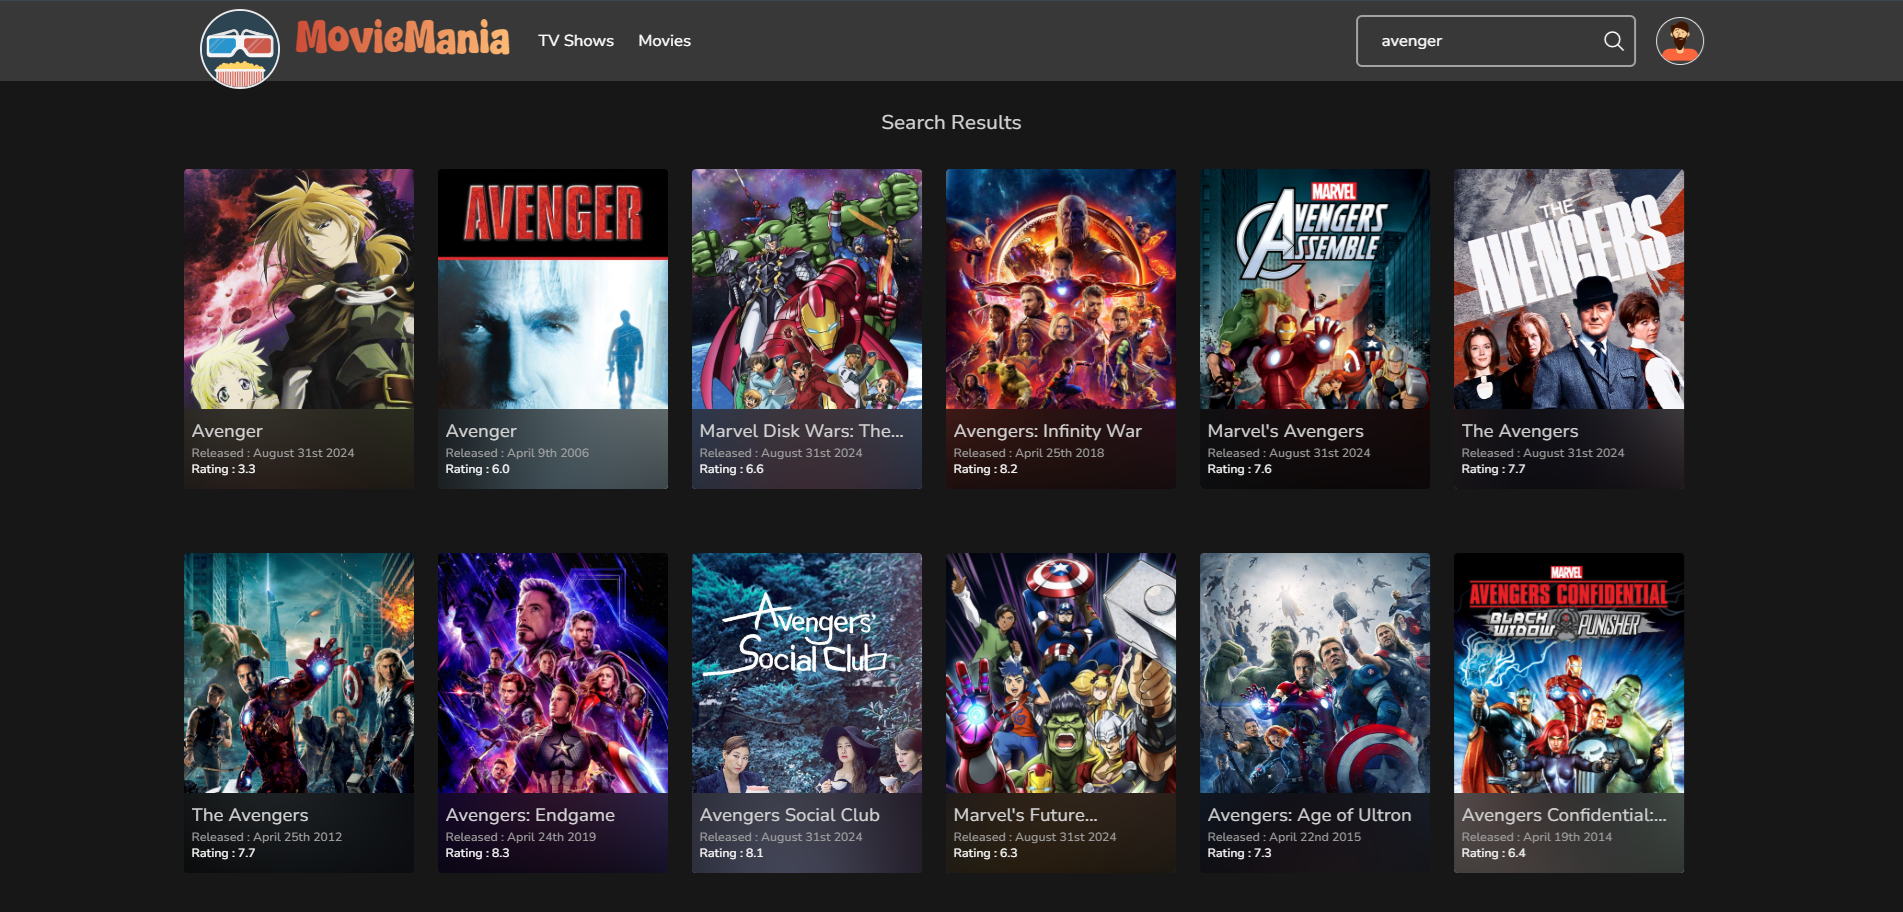 MovieMania
TV Shows
Movies
avenger
Search Results
AVENGER
MARVEL
AVENGERS
ASSEMBLE
THE
AVENGERS
Avenger
Released : August 31st 2024
Rating : 3.3
Avenger
Released : April 9th 2006
Rating : 6.0
Marvel Disk Wars: The...
Released : August 31st 2024
Rating : 6.6
Avengers: Infinity War
Released : April 25th 2018
Rating : 8.2
Marvel's Avengers
Released : August 31st 2024
Rating : 7.6
The Avengers
Released : August 31st 2024
Rating : 7.7
Avengers'
Social Club
MARVEL
AVENGERS CONFIDENTIAL
BLACK WIDOW PUNISHER
The Avengers
Released : April 25th 2012
Rating : 7.7
Avengers: Endgame
Released : April 24th 2019
Rating : 8.3
Avengers Social Club
Released : August 31st 2024
Rating : 8.1
Marvel's Future...
Released : August 31st 2024
Rating : 6.3
Avengers: Age of Ultron
Released : April 22nd 2015
Rating : 7.3
Avengers Confidential:...
Released : April 19th 2014
Rating : 6.4